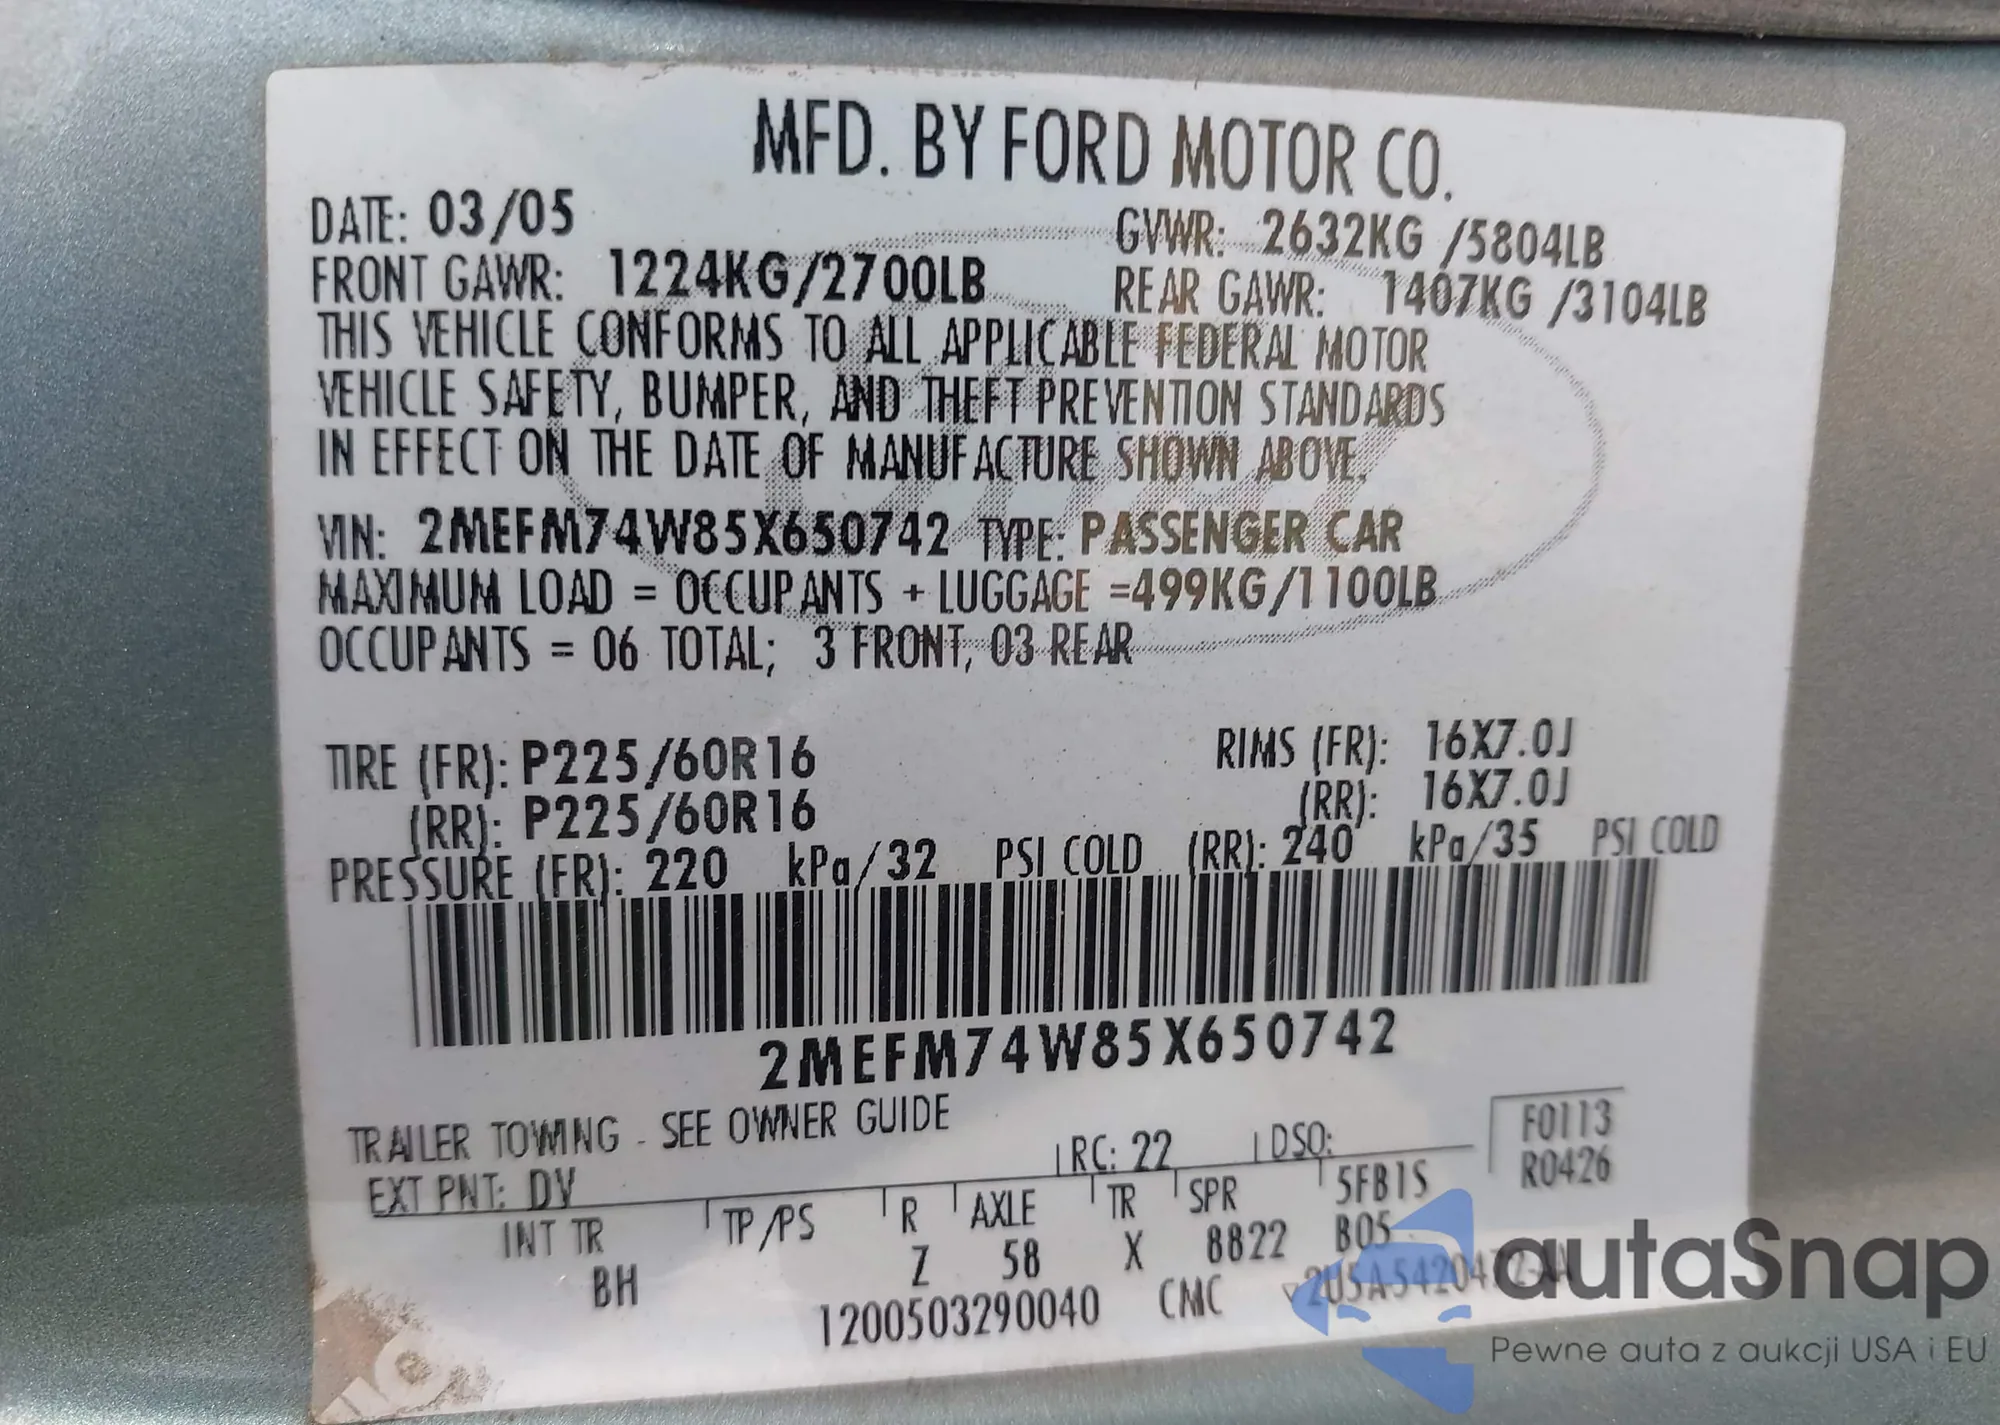 MFD. BY FORD MOTOR CO.
DATE: 03/05 GVWR: 2632KG /5804LB
FRONT GAWR: 1224KG/2700LB REAR GAWR: 1407KG /3104LB
THIS VEHICLE CONFORMS TO ALL APPLICABLE FEDERAL MOTOR
VEHICLE SAFETY, BUMPER, AND THEFT PREVENTION STANDARDS
IN EFFECT ON THE DATE OF MANUFACTURE SHOWN ABOVE.
VIN: 2MEFM74W85X650742 TYPE: PASSENGER CAR
MAXIMUM LOAD = OCCUPANTS + LUGGAGE =499KG/1100LB
OCCUPANTS = 06 TOTAL; 3 FRONT, 03 REAR
TIRE (FR): P225/60R16 RIMS (FR): 16X7.0J
(RR): P225/60R16 (RR): 16X7.0J
PRESSURE (FR): 220 kPa/32 PSI COLD (RR): 240 kPa/35 PSI COLD
2MEFM74W85X650742
TRAILER TOWING - SEE OWNER GUIDE
F0113
R0426
EXT PNT: DV RC: 22 DSO:
INT TR TP/PS R AXLE TR SPR 5FB1S
BH Z 58 X 8822 B05
1200503290040 CMC
autaSnap
Pewne auta z aukcji USA i EU